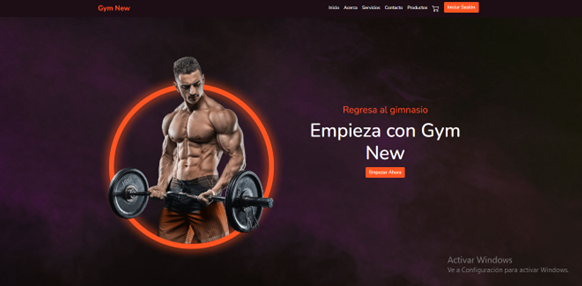 Gym New
Inicio Acerca Servicios Contacto Productos Iniciar Sesión
Regresa al gimnasio
Empieza con Gym
New
Empezar Ahora
Activar Windows
Ve a Configuración para activar Windows.